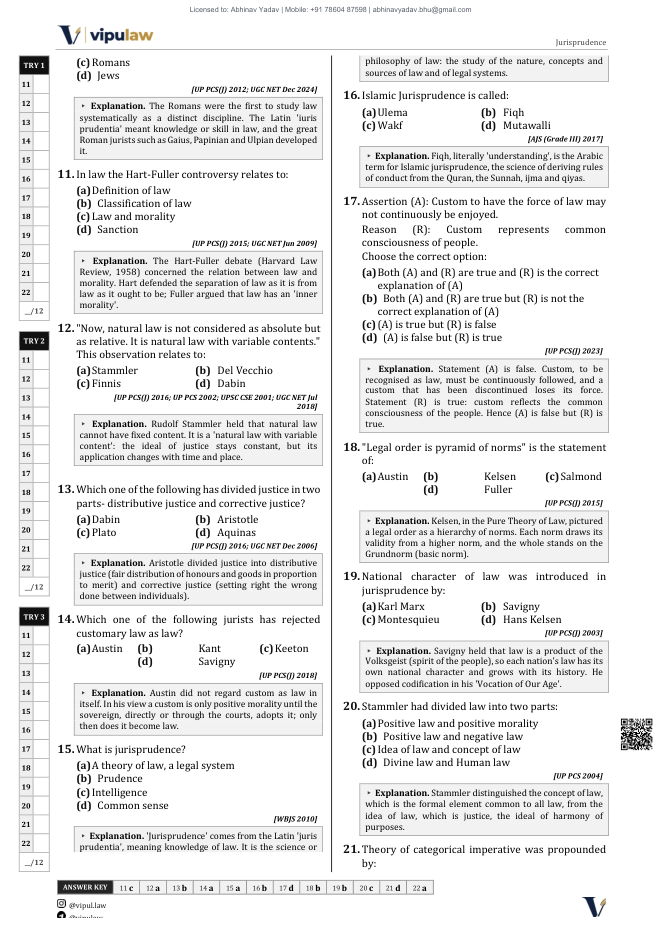 Licensed to: Abhinav Yadav | Mobile: +91 78604 87598 | abhinavyadav.bhu@gmail.com
vipulaw
Jurisprudence
TRY 1
11
12
13
14
15
16
17
18
19
20
21
22
__/12
TRY 2
11
12
13
14
15
16
17
18
19
20
21
22
__/12
TRY 3
11
12
13
14
15
16
17
18
19
20
21
22
__/12
(c) Romans
(d) Jews
[UP PCS(J) 2012; UGC NET Dec 2024]
‣ Explanation. The Romans were the first to study law
systematically as a distinct discipline. The Latin 'iuris
prudentia' meant knowledge or skill in law, and the great
Roman jurists such as Gaius, Papinian and Ulpian developed
it.
11. In law the Hart-Fuller controversy relates to:
(a) Definition of law
(b) Classification of law
(c) Law and morality
(d) Sanction
[UP PCS(J) 2015; UGC NET Jun 2009]
‣ Explanation. The Hart-Fuller debate (Harvard Law
Review, 1958) concerned the relation between law and
morality. Hart defended the separation of law as it is from
law as it ought to be; Fuller argued that law has an 'inner
morality'.
12. "Now, natural law is not considered as absolute but
as relative. It is natural law with variable contents."
This observation relates to:
(a) Stammler (b) Del Vecchio
(c) Finnis (d) Dabin
[UP PCS(J) 2016; UP PCS 2002; UPSC CSE 2001; UGC NET Jul
2018]
‣ Explanation. Rudolf Stammler held that natural law
cannot have fixed content. It is a 'natural law with variable
content': the ideal of justice stays constant, but its
application changes with time and place.
13. Which one of the following has divided justice in two
parts- distributive justice and corrective justice?
(a) Dabin (b) Aristotle
(c) Plato (d) Aquinas
[UP PCS(J) 2016; UGC NET Dec 2006]
‣ Explanation. Aristotle divided justice into distributive
justice (fair distribution of honours and goods in proportion
to merit) and corrective justice (setting right the wrong
done between individuals).
14. Which one of the following jurists has rejected
customary law as law?
(a) Austin (b) Kant (c) Keeton
(d) Savigny
[UP PCS(J) 2018]
‣ Explanation. Austin did not regard custom as law in
itself. In his view a custom is only positive morality until the
sovereign, directly or through the courts, adopts it; only
then does it become law.
15. What is jurisprudence?
(a) A theory of law, a legal system
(b) Prudence
(c) Intelligence
(d) Common sense
[WBJS 2010]
‣ Explanation. 'Jurisprudence' comes from the Latin 'juris
prudentia', meaning knowledge of law. It is the science or
philosophy of law: the study of the nature, concepts and
sources of law and of legal systems.
16. Islamic Jurisprudence is called:
(a) Ulema (b) Fiqh
(c) Wakf (d) Mutawalli
[AJS (Grade III) 2017]
‣ Explanation. Fiqh, literally 'understanding', is the Arabic
term for Islamic jurisprudence, the science of deriving rules
of conduct from the Quran, the Sunnah, ijma and qiyas.
17. Assertion (A): Custom to have the force of law may
not continuously be enjoyed.
Reason (R): Custom represents common
consciousness of people.
Choose the correct option:
(a) Both (A) and (R) are true and (R) is the correct
explanation of (A)
(b) Both (A) and (R) are true but (R) is not the
correct explanation of (A)
(c) (A) is true but (R) is false
(d) (A) is false but (R) is true
[UP PCS(J) 2023]
‣ Explanation. Statement (A) is false. Custom, to be
recognised as law, must be continuously followed, and a
custom that has been discontinued loses its force.
Statement (R) is true: custom reflects the common
consciousness of the people. Hence (A) is false but (R) is
true.
18. "Legal order is pyramid of norms" is the statement
of:
(a) Austin (b) Kelsen (c) Salmond
(d) Fuller
[UP PCS(J) 2015]
‣ Explanation. Kelsen, in the Pure Theory of Law, pictured
a legal order as a hierarchy of norms. Each norm draws its
validity from a higher norm, and the whole stands on the
Grundnorm (basic norm).
19. National character of law was introduced in
jurisprudence by:
(a) Karl Marx (b) Savigny
(c) Montesquieu (d) Hans Kelsen
[UP PCS(J) 2003]
‣ Explanation. Savigny held that law is a product of the
Volksgeist (spirit of the people), so each nation's law has its
own national character and grows with its history. He
opposed codification in his 'Vocation of Our Age'.
20. Stammler had divided law into two parts:
(a) Positive law and positive morality
(b) Positive law and negative law
(c) Idea of law and concept of law
(d) Divine law and Human law
[UP PCS 2004]
‣ Explanation. Stammler distinguished the concept of law,
which is the formal element common to all law, from the
idea of law, which is justice, the ideal of harmony of
purposes.
21. Theory of categorical imperative was propounded
by:
ANSWER KEY 11 c 12 a 13 b 14 a 15 a 16 b 17 d 18 b 19 b 20 c 21 d 22 a
@vipul.law
@vipulaw